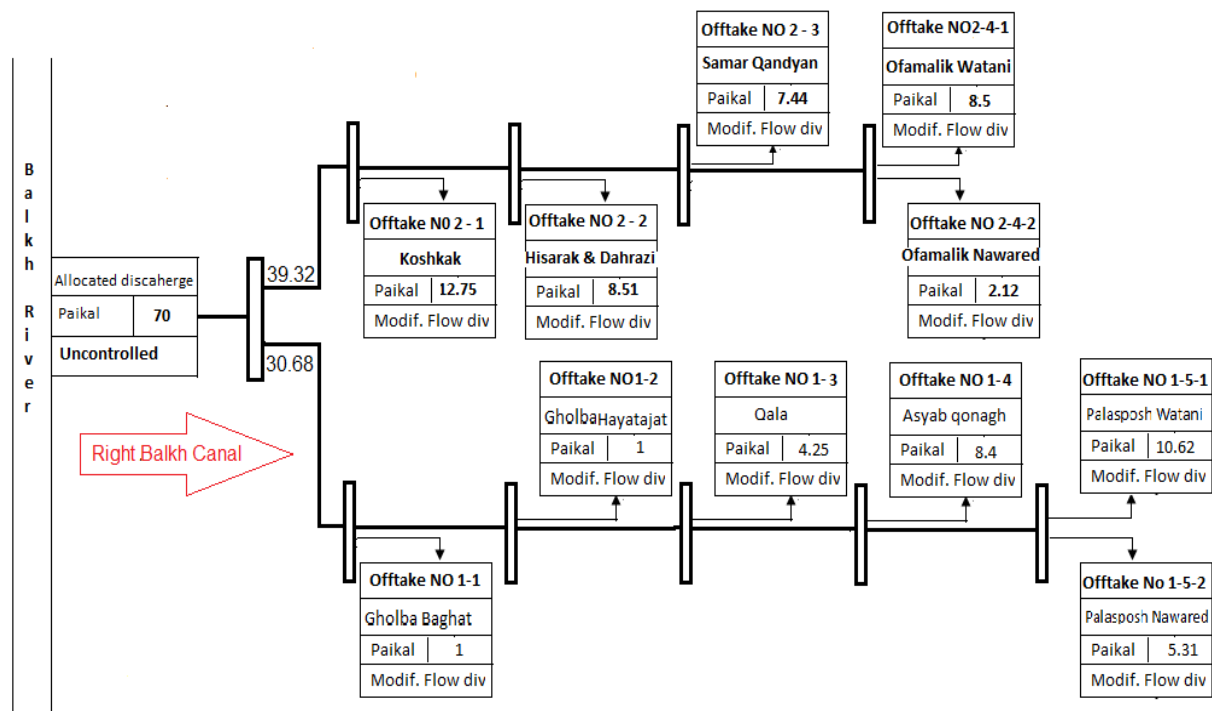 Balkh River
Allocated discaherge
Paikal 70
Uncontrolled
39.32
30.68
Right Balkh Canal
Offtake N0 2 - 1
Koshkak
Paikal 12.75
Modif. Flow div
Offtake NO 2 - 2
Hisarak & Dahrazi
Paikal 8.51
Modif. Flow div
Offtake NO 2 - 3
Samar Qandyan
Paikal 7.44
Modif. Flow div
Offtake NO2-4-1
Ofamalik Watani
Paikal 8.5
Modif. Flow div
Offtake NO 2-4-2
Ofamalik Nawared
Paikal 2.12
Modif. Flow div
Offtake NO 1-1
Gholba Baghat
Paikal 1
Modif. Flow div
Offtake NO1-2
Gholba Hayatajat
Paikal 1
Modif. Flow div
Offtake NO 1- 3
Qala
Paikal 4.25
Modif. Flow div
Offtake NO 1-4
Asyab qonagh
Paikal 8.4
Modif. Flow div
Offtake NO 1-5-1
Palasposh Watani
Paikal 10.62
Modif. Flow div
Offtake No 1-5-2
Palasposh Nawared
Paikal 5.31
Modif. Flow div